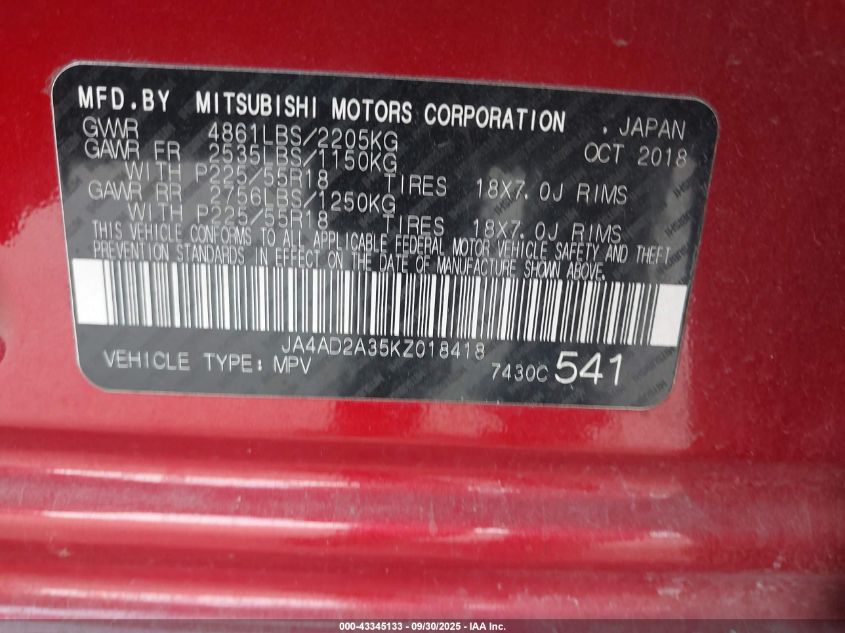 MFD.BY MITSUBISHI MOTORS CORPORATION
GVWR 4861LBS/2205KG . JAPAN
GAWR FR 2535LBS/1150KG OCT 2018
WITH P225/55R18 TIRES 18X7.0J RIMS
GAWR RR 2756LBS/1250KG
WITH P225/55R18 TIRES 18X7.0J RIMS
THIS VEHICLE CONFORMS TO ALL APPLICABLE FEDERAL MOTOR VEHICLE SAFETY AND THEFT
PREVENTION STANDARDS IN EFFECT ON THE DATE OF MANUFACTURE SHOWN ABOVE.
JA4AD2A35KZ018418
VEHICLE TYPE: MPV 7430C 541
000-43345133 - 09/30/2025 - IAA Inc.